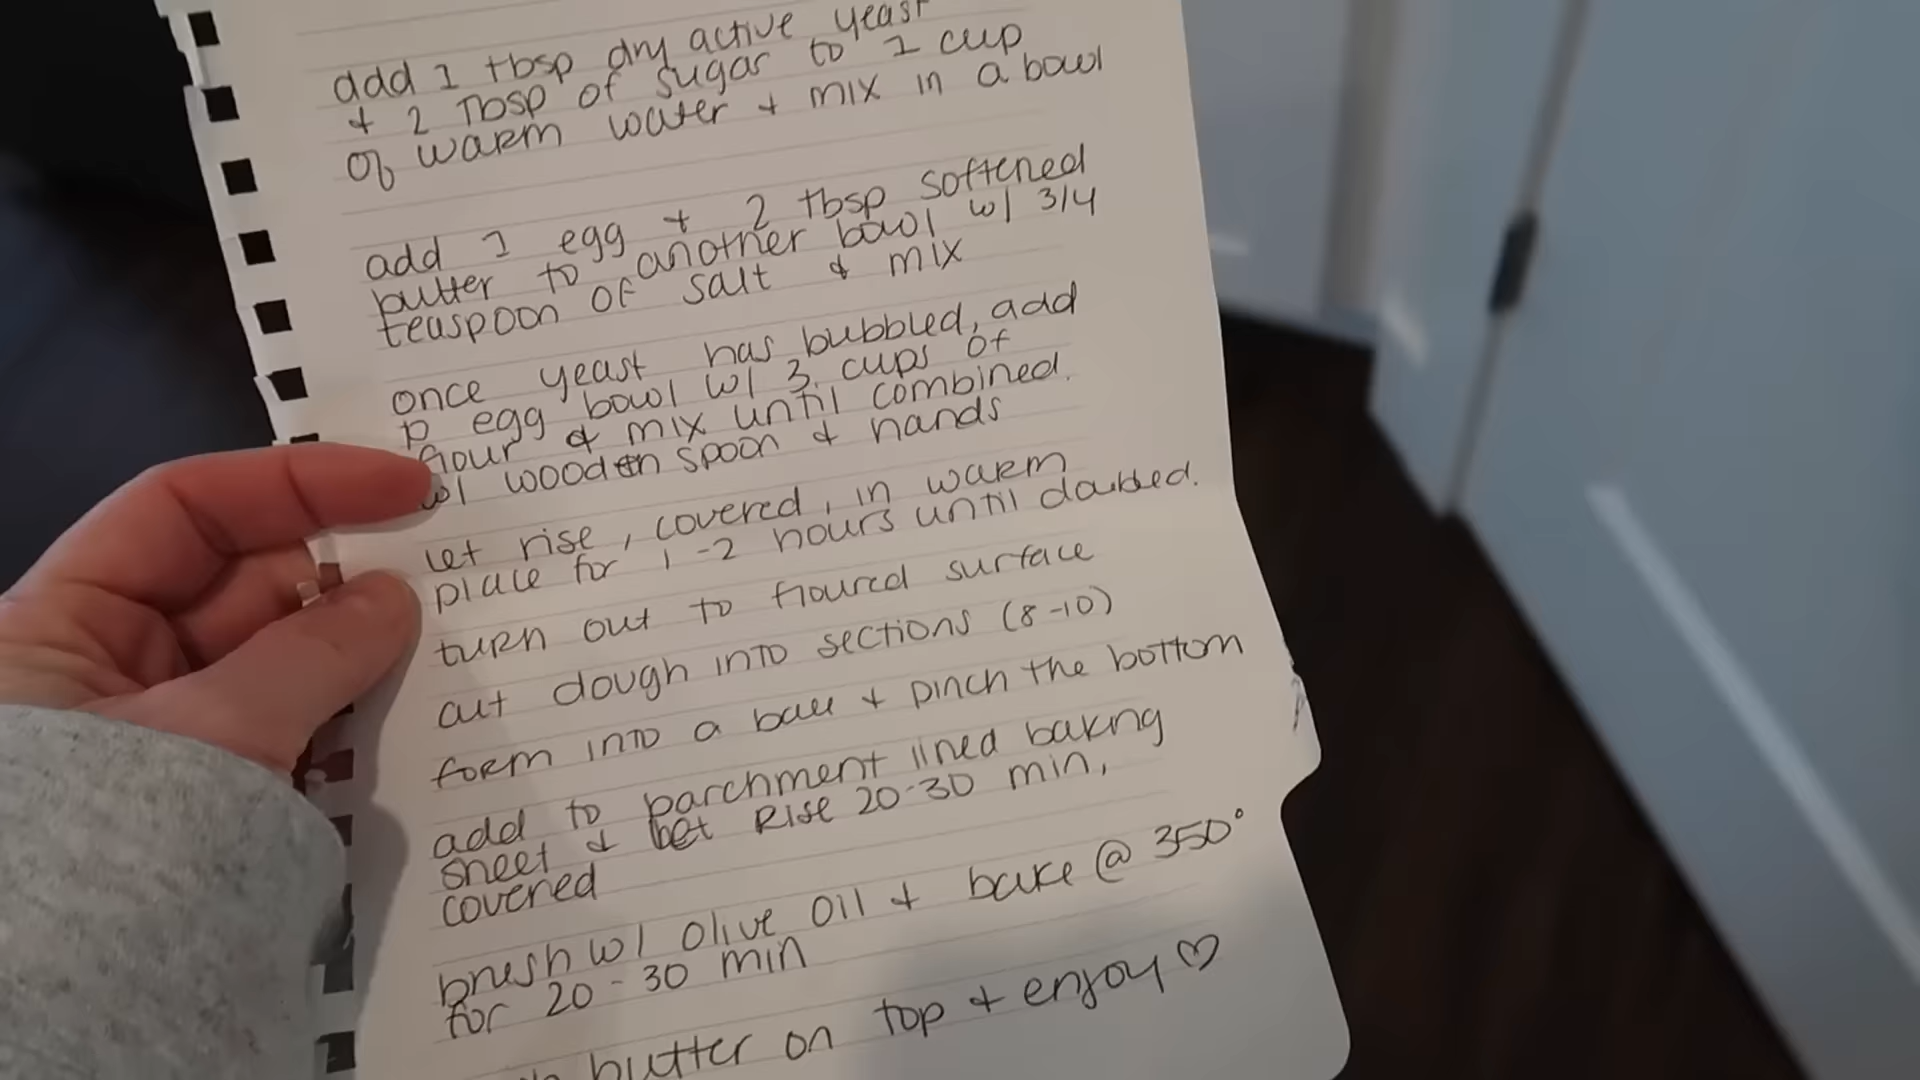 add 1 tbsp dry active yeast
+ 2 Tbsp of sugar to 1 cup
of warm water + mix in a bowl
add 1 egg + 2 tbsp softened
butter to another bowl w/ 3/4
teaspoon of salt & mix
once yeast has bubbled, add
to egg bowl w/ 3 cups of
flour & mix until combined.
w/ wooden spoon & hands
let rise, covered, in warm
place for 1-2 hours until doubled.
turn out to floured surface
cut dough into sections (8-10)
form into a ball + pinch the bottom
add to parchment lined baking
sheet & let Rise 20-30 min,
covered
brush w/ olive oil + bake @ 350°
for 20-30 min
butter on top + enjoy ♡